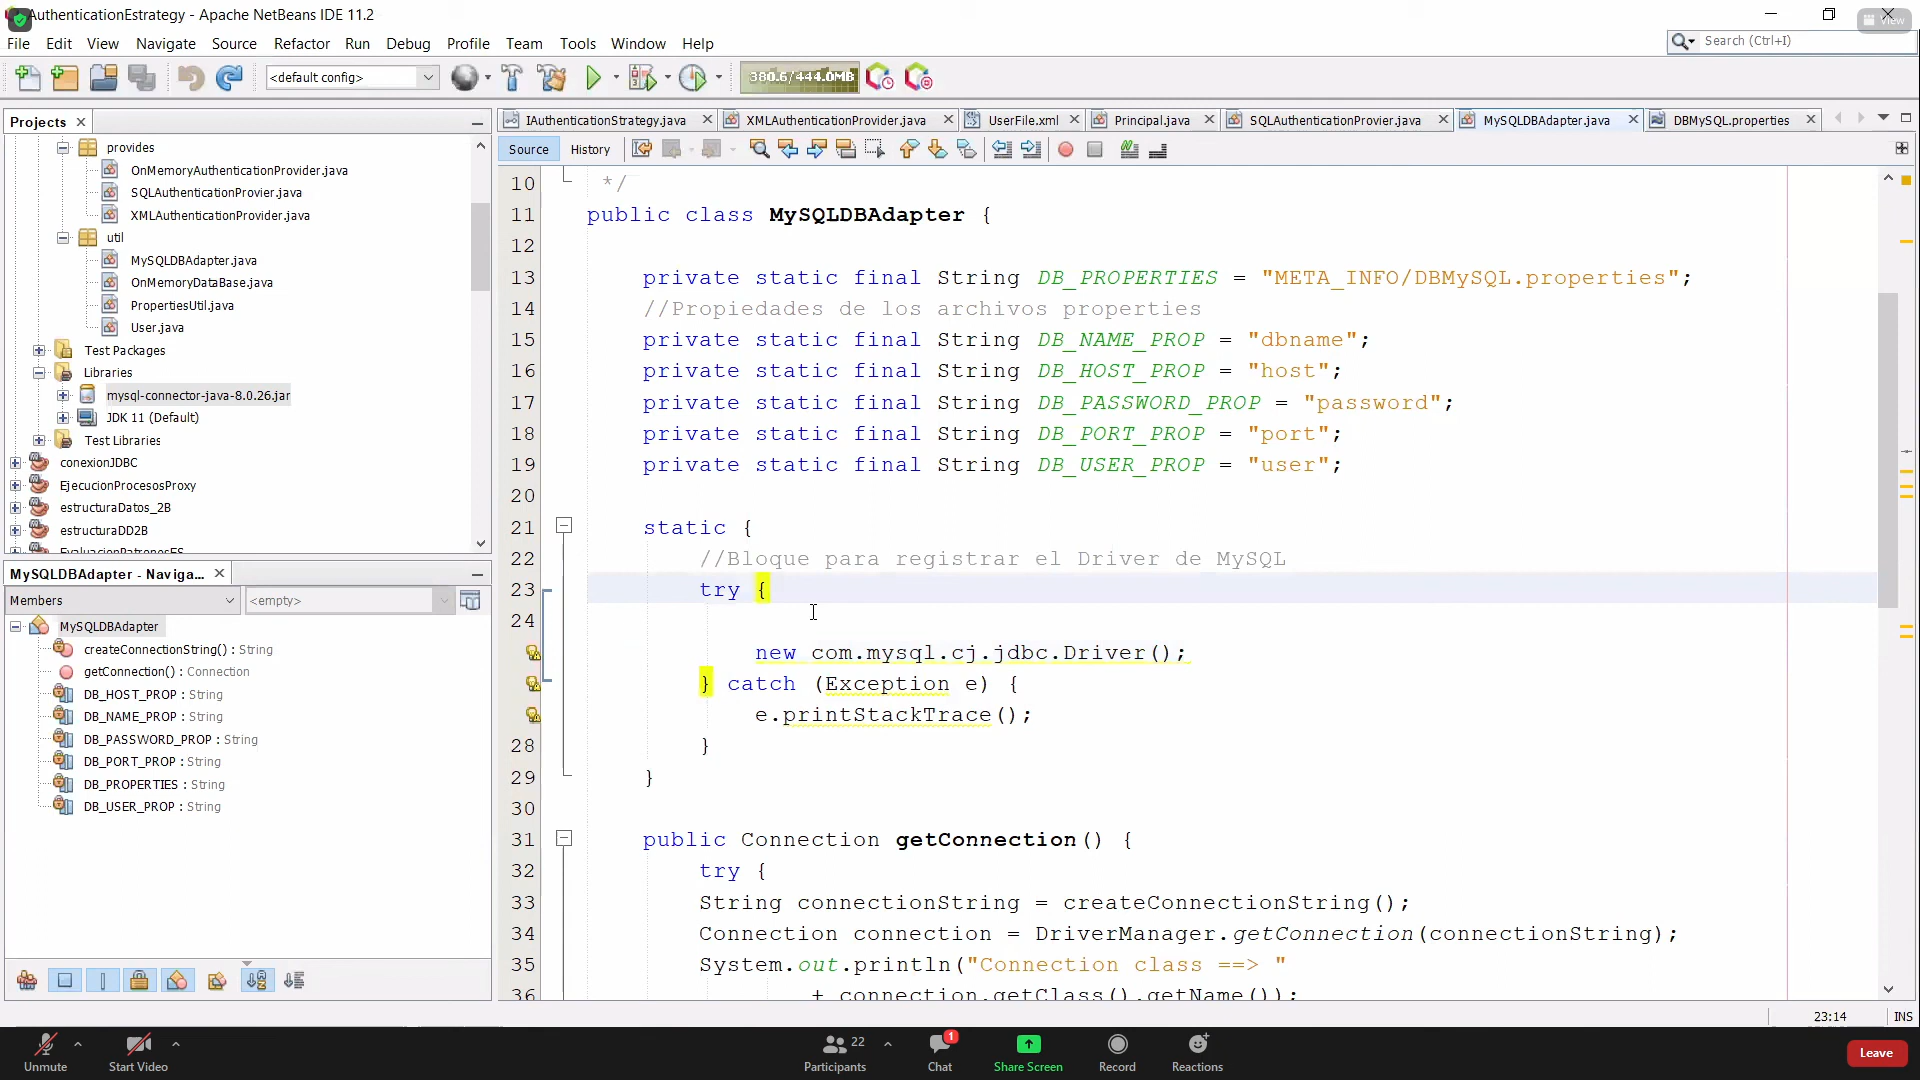 AuthenticationEstrategy - Apache NetBeans IDE 11.2
View
File Edit View Navigate Source Refactor Run Debug Profile Team Tools Window Help
Search (Ctrl+I)
<default config>
380.6/444.0MB
Projects
IAuthenticationStrategy.java
XMLAuthenticationProvider.java
UserFile.xml
Principal.java
SQLAuthenticationProvier.java
MySQLDBAdapter.java
DBMySQL.properties
Source History
provides
OnMemoryAuthenticationProvider.java
SQLAuthenticationProvier.java
XMLAuthenticationProvider.java
util
MySQLDBAdapter.java
OnMemoryDataBase.java
PropertiesUtil.java
User.java
Test Packages
Libraries
mysql-connector-java-8.0.26.jar
JDK 11 (Default)
Test Libraries
conexionJDBC
EjecucionProcesosProxy
estructuraDatos_2B
estructuraDD2B
EvaluacionPatronesES
MySQLDBAdapter - Naviga...
Members
<empty>
MySQLDBAdapter
createConnectionString() : String
getConnection() : Connection
DB_HOST_PROP : String
DB_NAME_PROP : String
DB_PASSWORD_PROP : String
DB_PORT_PROP : String
DB_PROPERTIES : String
DB_USER_PROP : String
10 */
11 public class MySQLDBAdapter {
12
13 private static final String DB_PROPERTIES = "META_INFO/DBMySQL.properties";
14 //Propiedades de los archivos properties
15 private static final String DB_NAME_PROP = "dbname";
16 private static final String DB_HOST_PROP = "host";
17 private static final String DB_PASSWORD_PROP = "password";
18 private static final String DB_PORT_PROP = "port";
19 private static final String DB_USER_PROP = "user";
20
21 static {
22 //Bloque para registrar el Driver de MySQL
23 try {
24
new com.mysql.cj.jdbc.Driver();
} catch (Exception e) {
e.printStackTrace();
28 }
29 }
30
31 public Connection getConnection() {
32 try {
33 String connectionString = createConnectionString();
34 Connection connection = DriverManager.getConnection(connectionString);
35 System.out.println("Connection class ==> "
36 + connection.getClass().getName());
23:14 INS
Unmute
Start Video
22
Participants
1
Chat
Share Screen
Record
Reactions
Leave